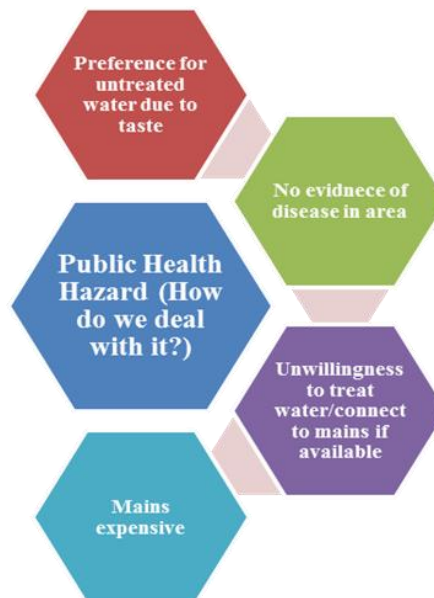 Preference for
untreated
water due to
taste
No evidnece of
disease in area
Public Health
Hazard (How
do we deal
with it?)
Unwillingness
to treat
water/connect
to mains if
available
Mains
expensive